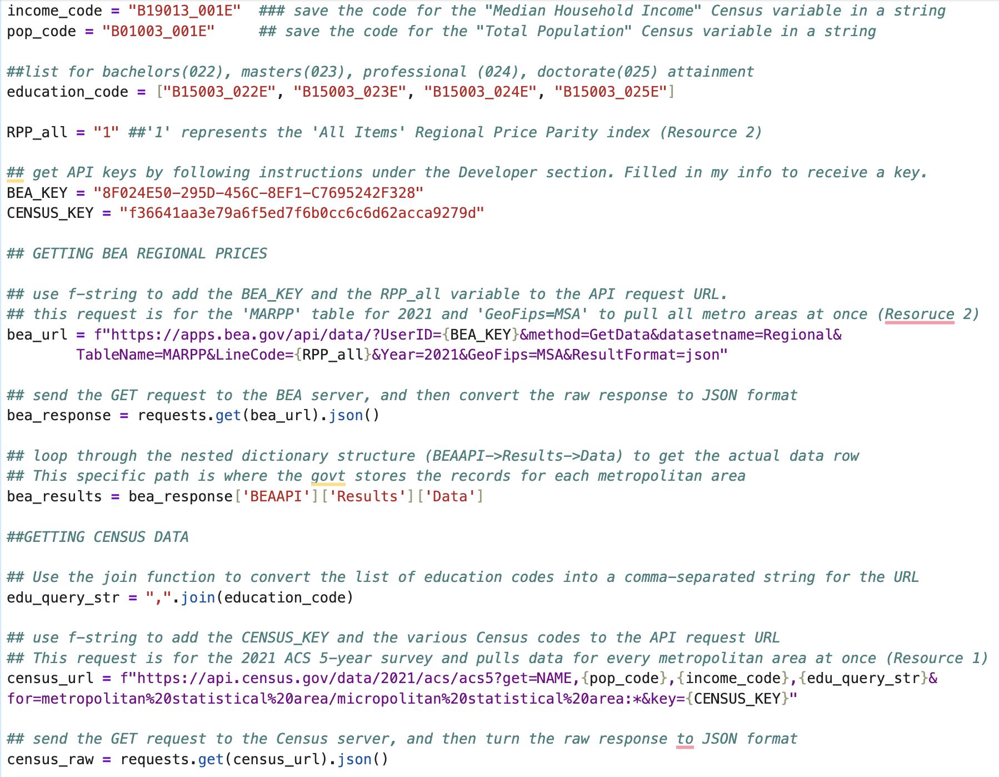 income_code = "B19013_001E"  ### save the code for the "Median Household Income" Census variable in a string
pop_code = "B01003_001E"     ## save the code for the "Total Population" Census variable in a string
##list for bachelors(022), masters(023), professional (024), doctorate(025) attainment
education_code = ["B15003_022E", "B15003_023E", "B15003_024E", "B15003_025E"]
RPP_all = "1" ##'1' represents the 'All Items' Regional Price Parity index (Resource 2)
## get API keys by following instructions under the Developer section. Filled in my info to receive a key.
BEA_KEY = "8F024E50-295D-456C-8EF1-C7695242F328"
CENSUS_KEY = "f36641aa3e79a6f5ed7f6b0cc6c6d62acca9279d"
## GETTING BEA REGIONAL PRICES
## use f-string to add the BEA_KEY and the RPP_all variable to the API request URL.
## this request is for the 'MARPP' table for 2021 and 'GeoFips=MSA' to pull all metro areas at once (Resoruce 2)
bea_url = f"https://apps.bea.gov/api/data/?UserID={BEA_KEY}&method=GetData&datasetname=Regional&
        TableName=MARPP&LineCode={RPP_all}&Year=2021&GeoFips=MSA&ResultFormat=json"
## send the GET request to the BEA server, and then convert the raw response to JSON format
bea_response = requests.get(bea_url).json()
## loop through the nested dictionary structure (BEAAPI->Results->Data) to get the actual data row
## This specific path is where the govt stores the records for each metropolitan area
bea_results = bea_response['BEAAPI']['Results']['Data']
##GETTING CENSUS DATA
## Use the join function to convert the list of education codes into a comma-separated string for the URL
edu_query_str = ",".join(education_code)
## use f-string to add the CENSUS_KEY and the various Census codes to the API request URL
## This request is for the 2021 ACS 5-year survey and pulls data for every metropolitan area at once (Resource 1)
census_url = f"https://api.census.gov/data/2021/acs/acs5?get=NAME,{pop_code},{income_code},{edu_query_str}&
for=metropolitan%20statistical%20area/micropolitan%20statistical%20area:*&key={CENSUS_KEY}"
## send the GET request to the Census server, and then turn the raw response to JSON format
census_raw = requests.get(census_url).json()